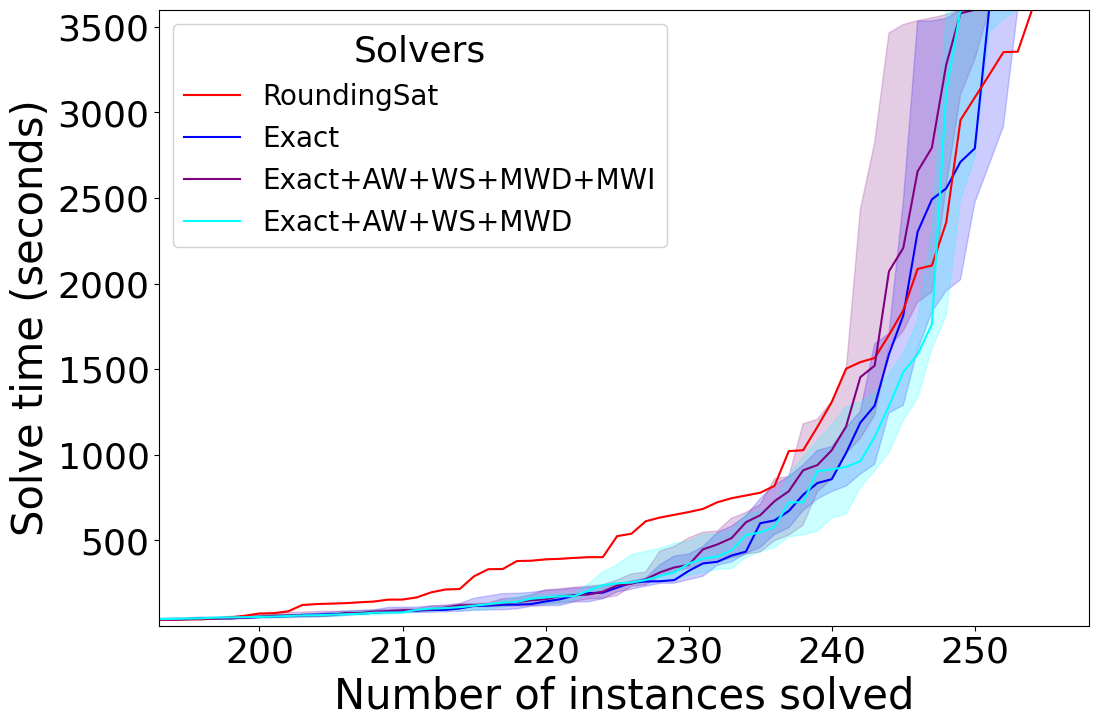 Solvers
RoundingSat
Exact
Exact+AW+WS+MWD+MWI
Exact+AW+WS+MWD
Solve time (seconds)
3500
3000
2500
2000
1500
1000
500
200 210 220 230 240 250
Number of instances solved